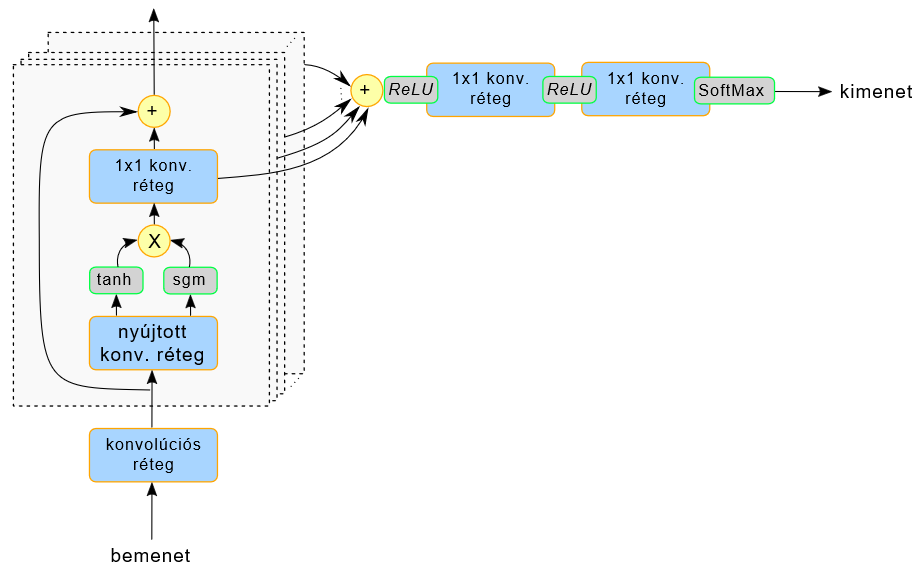 +
1x1 konv.
réteg
X
tanh
sgm
nyújtott
konv. réteg
konvolúciós
réteg
bemenet
+
ReLU
1x1 konv.
réteg
ReLU
1x1 konv.
réteg
SoftMax
kimenet